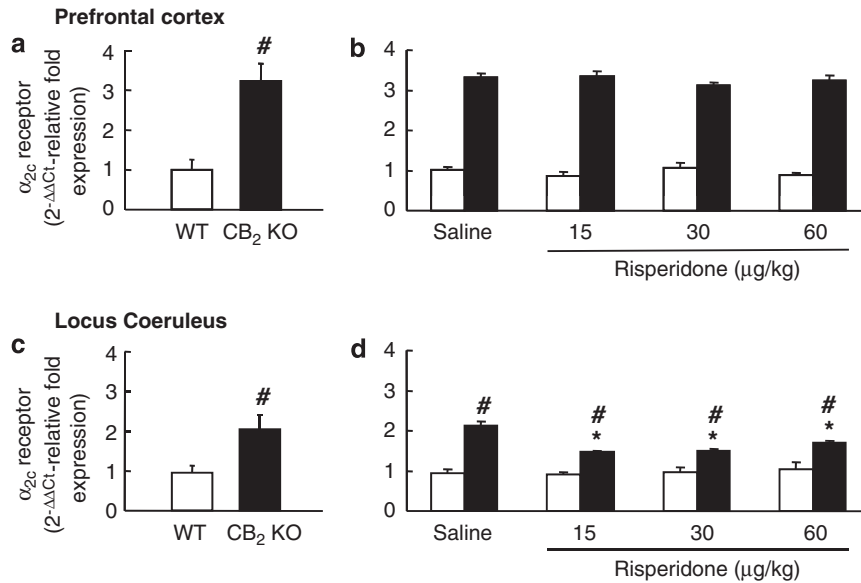 Prefrontal cortex
a
α2c receptor
(2-ΔΔCt-relative fold
expression)
4
3
2
1
0
#
WT CB2 KO
b
4
3
2
1
0
Saline 15 30 60
Risperidone (μg/kg)
Locus Coeruleus
c
α2c receptor
(2-ΔΔCt-relative fold
expression)
4
3
2
1
0
#
WT CB2 KO
d
4
3
2
1
0
# # # #
* * *
Saline 15 30 60
Risperidone (μg/kg)